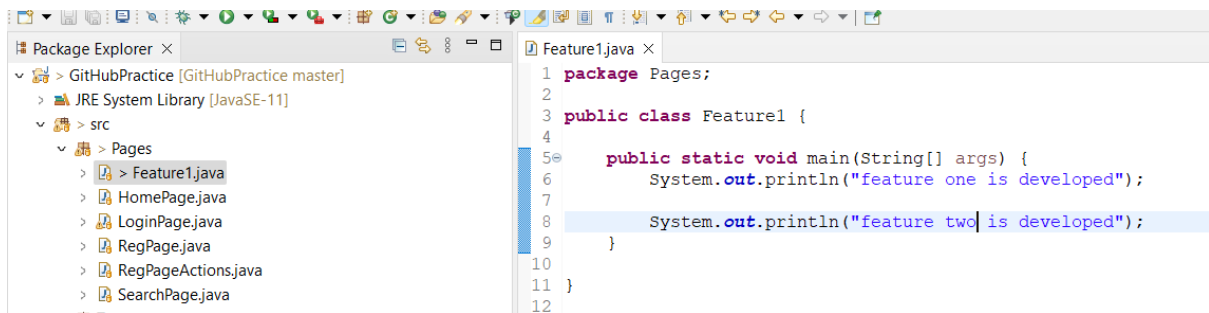 Package Explorer ×
> GitHubPractice [GitHubPractice master]
JRE System Library [JavaSE-11]
> src
> Pages
> Feature1.java
HomePage.java
LoginPage.java
RegPage.java
RegPageActions.java
SearchPage.java
Feature1.java ×
1 package Pages;
2
3 public class Feature1 {
4
5 public static void main(String[] args) {
6 System.out.println("feature one is developed");
7
8 System.out.println("feature two is developed");
9 }
10
11 }
12